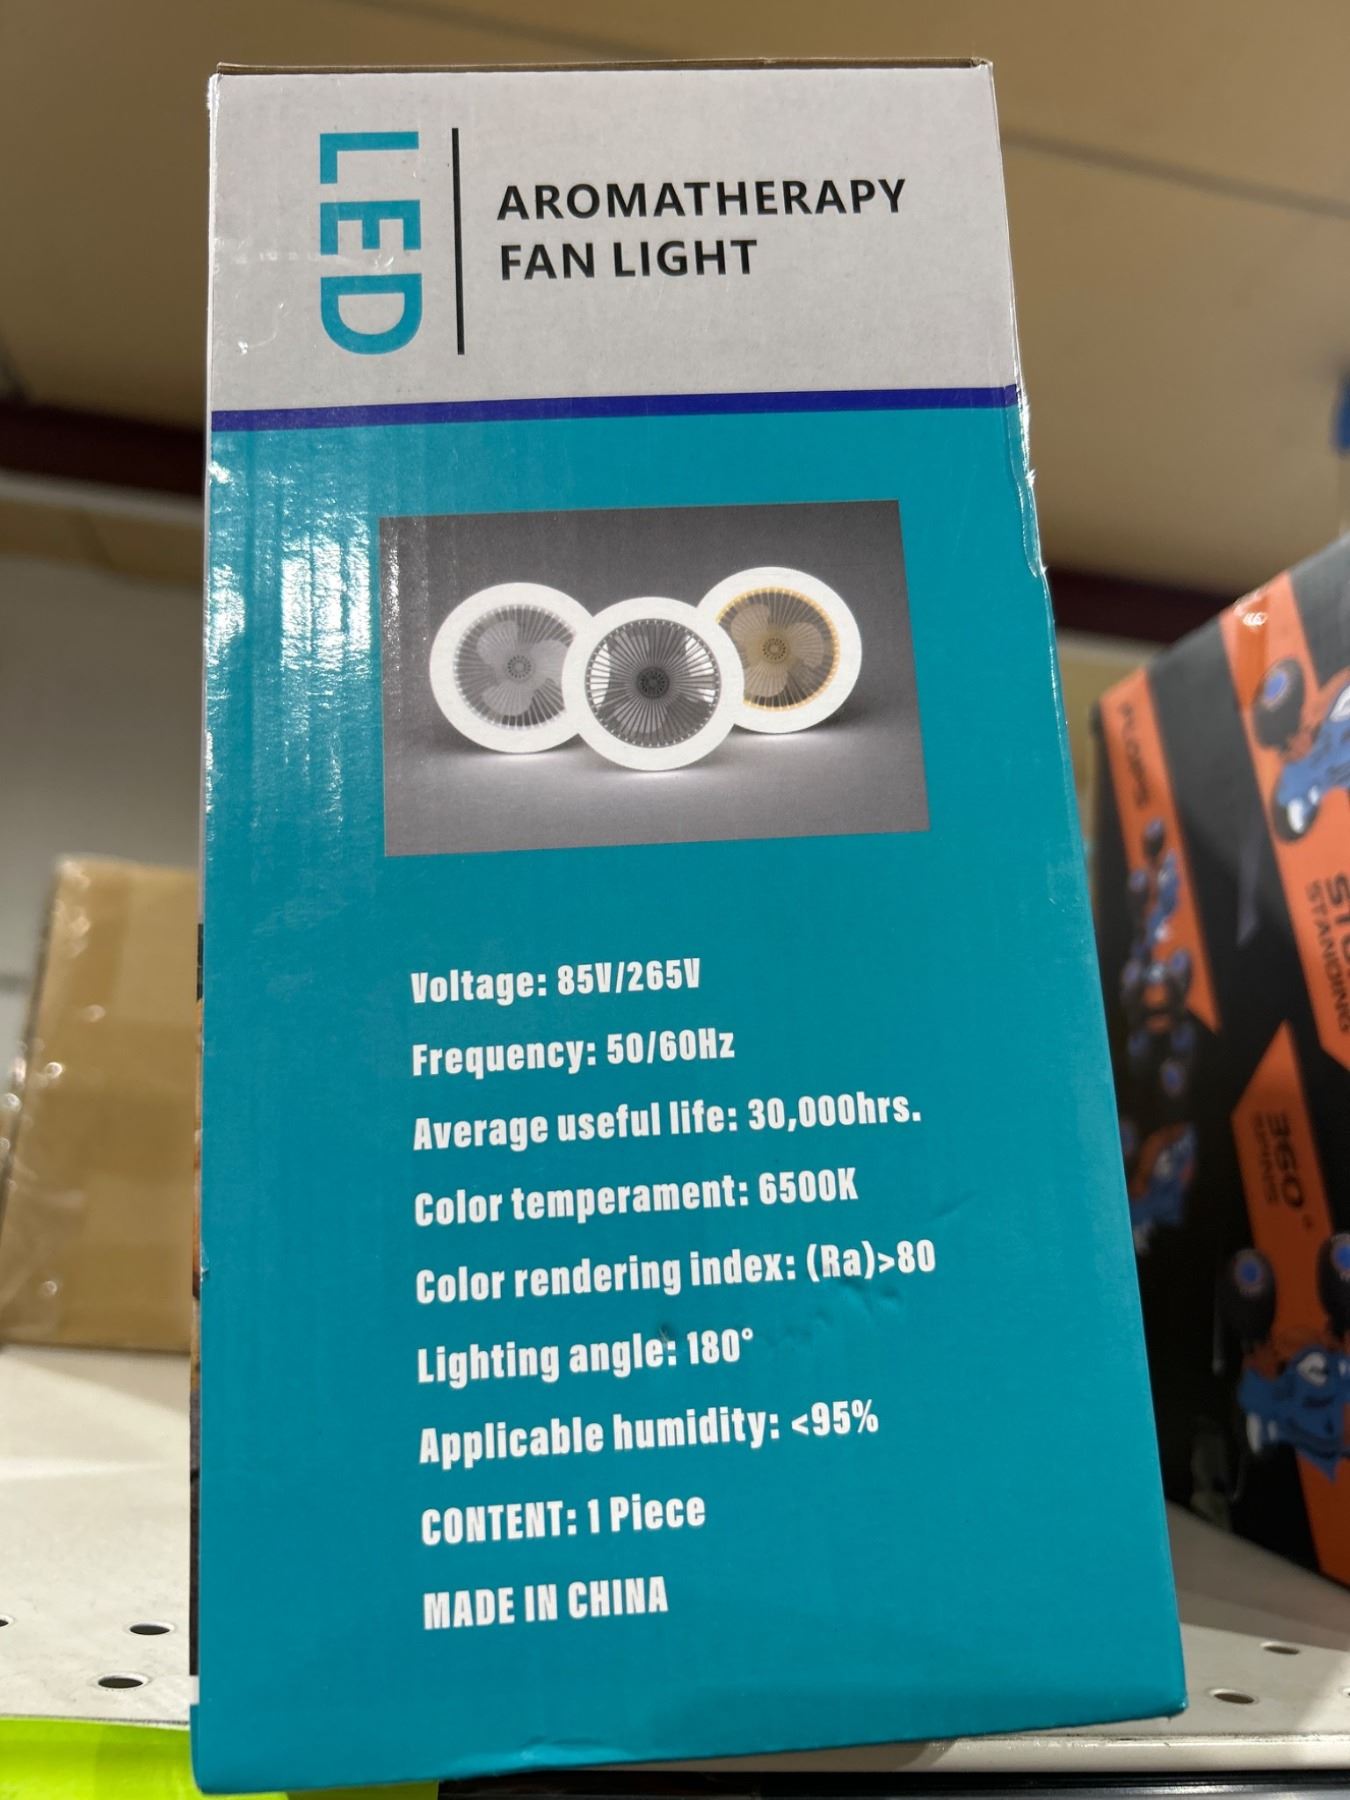 LED
AROMATHERAPY
FAN LIGHT
Voltage: 85V/265V
Frequency: 50/60Hz
Average useful life: 30,000hrs.
Color temperament: 6500K
Color rendering index: (Ra)>80
Lighting angle: 180°
Applicable humidity: <95%
CONTENT: 1 Piece
MADE IN CHINA
STANDING
360°
SPINS